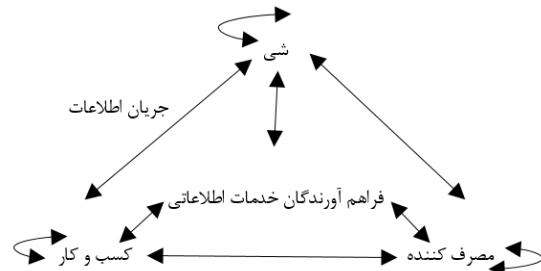 شی
جریان اطلاعات
فراهم آورندگان خدمات اطلاعاتی
مصرف کننده
کسب و کار